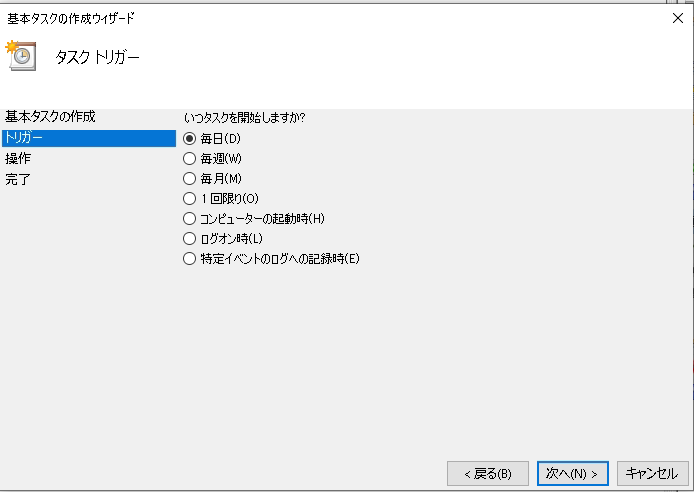 基本タスクの作成ウィザード
タスク トリガー
基本タスクの作成
トリガー
操作
完了
いつタスクを開始しますか?
毎日(D)
毎週(W)
毎月(M)
1 回限り(O)
コンピューターの起動時(H)
ログオン時(L)
特定イベントのログへの記録時(E)
< 戻る(B)
次へ(N) >
キャンセル